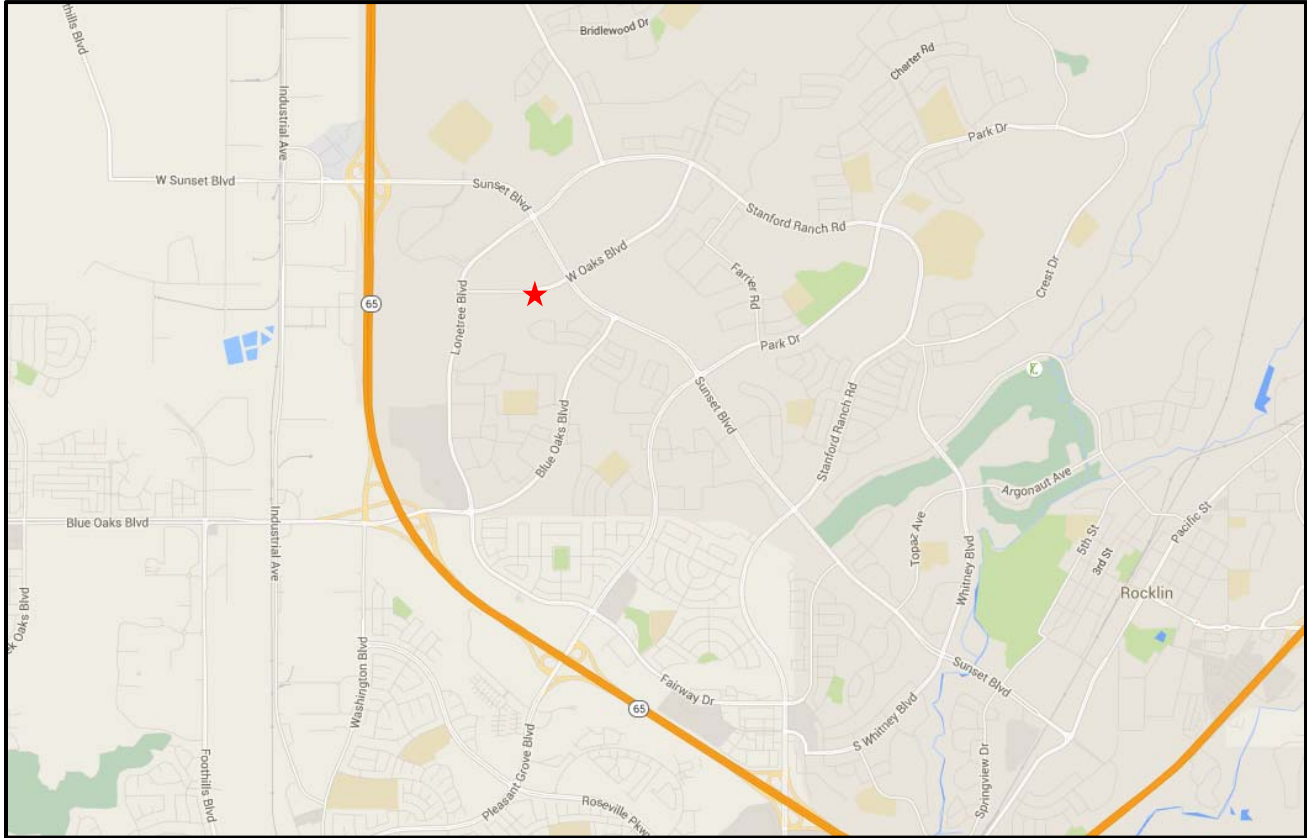 thills Blvd
Bridlewood Dr
Charter Rd
Industrial Ave
Park Dr
W Sunset Blvd
Sunset Blvd
Stanford Ranch Rd
W Oaks Blvd
Farrier Rd
Crest Dr
Lonetree Blvd
65
Park Dr
Sunset Blvd
Stanford Ranch Rd
Blue Oaks Blvd
Argonaut Ave
Blue Oaks Blvd
Industrial Ave
Topaz Ave
Whitney Blvd
5th St
3rd St
Pacific St
Rocklin
ek Oaks Blvd
Washington Blvd
Sunset Blvd
Fairway Dr
65
S Whitney Blvd
Springview Dr
Foothills Blvd
Pleasant Grove Blvd
Roseville Pkw